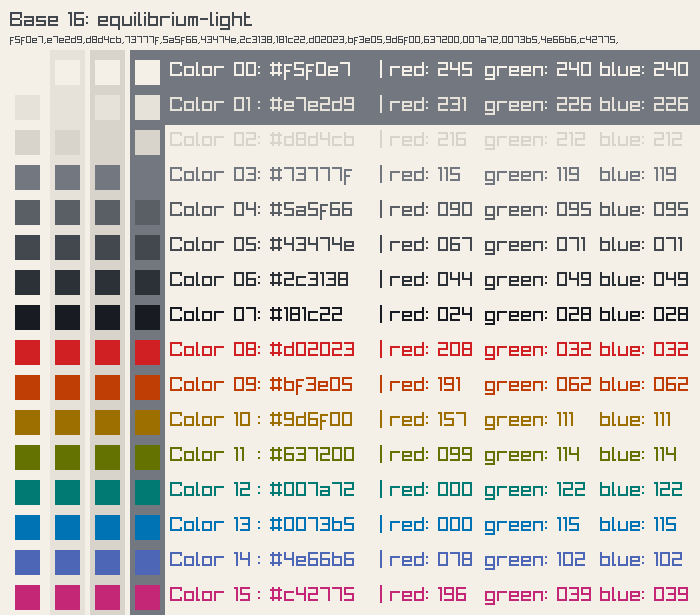 Base 16: equilibrium-light
f5f0e7,e7e2d9,d8d4cb,73777f,5a5f66,43474e,2c3138,181c22,d02023,bf3e05,9d6f00,637200,007a72,0073b5,4e66b6,c42775,
Color 00: #f5f0e7 | red: 245 green: 240 blue: 240
Color 01: #e7e2d9 | red: 231 green: 226 blue: 226
Color 02: #d8d4cb | red: 216 green: 212 blue: 212
Color 03: #73777f | red: 115 green: 119 blue: 119
Color 04: #5a5f66 | red: 090 green: 095 blue: 095
Color 05: #43474e | red: 067 green: 071 blue: 071
Color 06: #2c3138 | red: 044 green: 049 blue: 049
Color 07: #181c22 | red: 024 green: 028 blue: 028
Color 08: #d02023 | red: 208 green: 032 blue: 032
Color 09: #bf3e05 | red: 191 green: 062 blue: 062
Color 10 : #9d6f00 | red: 157 green: 111 blue: 111
Color 11 : #637200 | red: 099 green: 114 blue: 114
Color 12 : #007a72 | red: 000 green: 122 blue: 122
Color 13 : #0073b5 | red: 000 green: 115 blue: 115
Color 14 : #4e66b6 | red: 078 green: 102 blue: 102
Color 15 : #c42775 | red: 196 green: 039 blue: 039